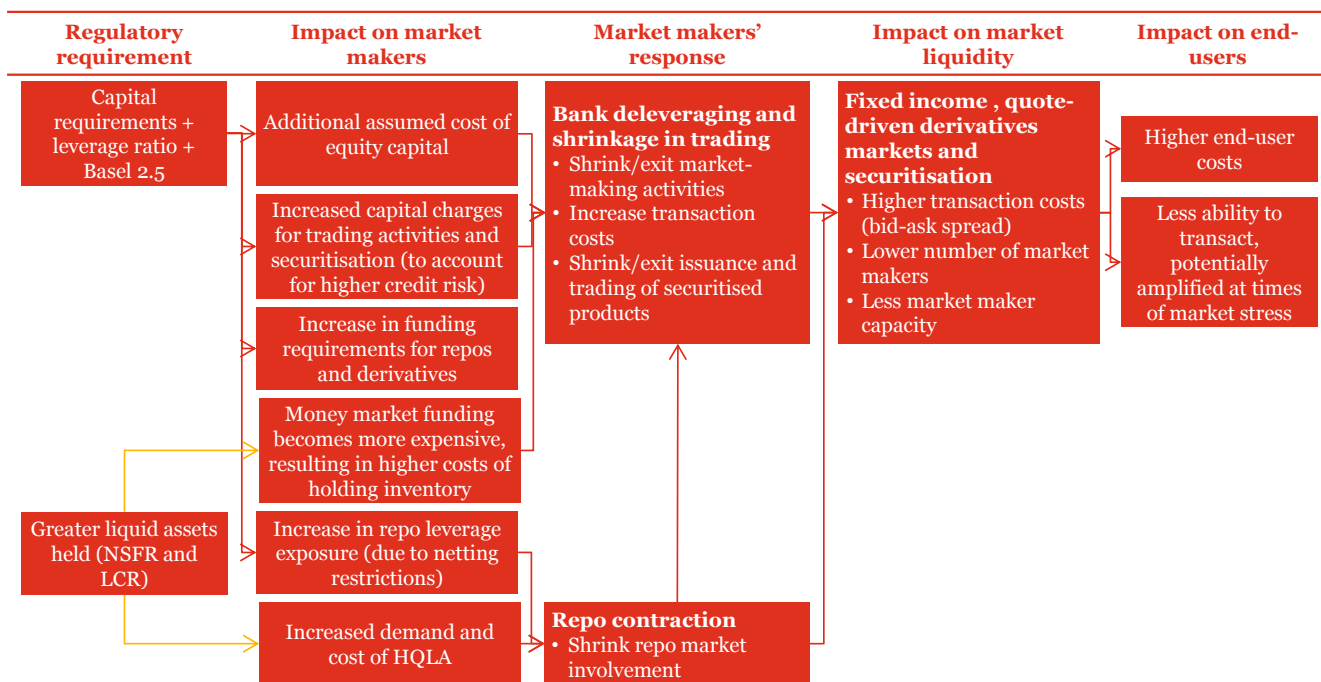 Regulatory
requirement
Impact on market
makers
Market makers'
response
Impact on market
liquidity
Impact on end-
users
Capital
requirements +
leverage ratio +
Basel 2.5
Greater liquid assets
held (NSFR and
LCR)
Additional assumed cost of
equity capital
Increased capital charges
for trading activities and
securitisation (to account
for higher credit risk)
Increase in funding
requirements for repos
and derivatives
Money market funding
becomes more expensive,
resulting in higher costs of
holding inventory
Increase in repo leverage
exposure (due to netting
restrictions)
Increased demand and
cost of HQLA
Bank deleveraging and
shrinkage in trading
• Shrink/exit market-
making activities
• Increase transaction
costs
• Shrink/exit issuance and
trading of securitised
products
Repo contraction
• Shrink repo market
involvement
Fixed income , quote-
driven derivatives
markets and
securitisation
• Higher transaction costs
(bid-ask spread)
• Lower number of market
makers
• Less market maker
capacity
Higher end-user
costs
Less ability to
transact,
potentially
amplified at times
of market stress